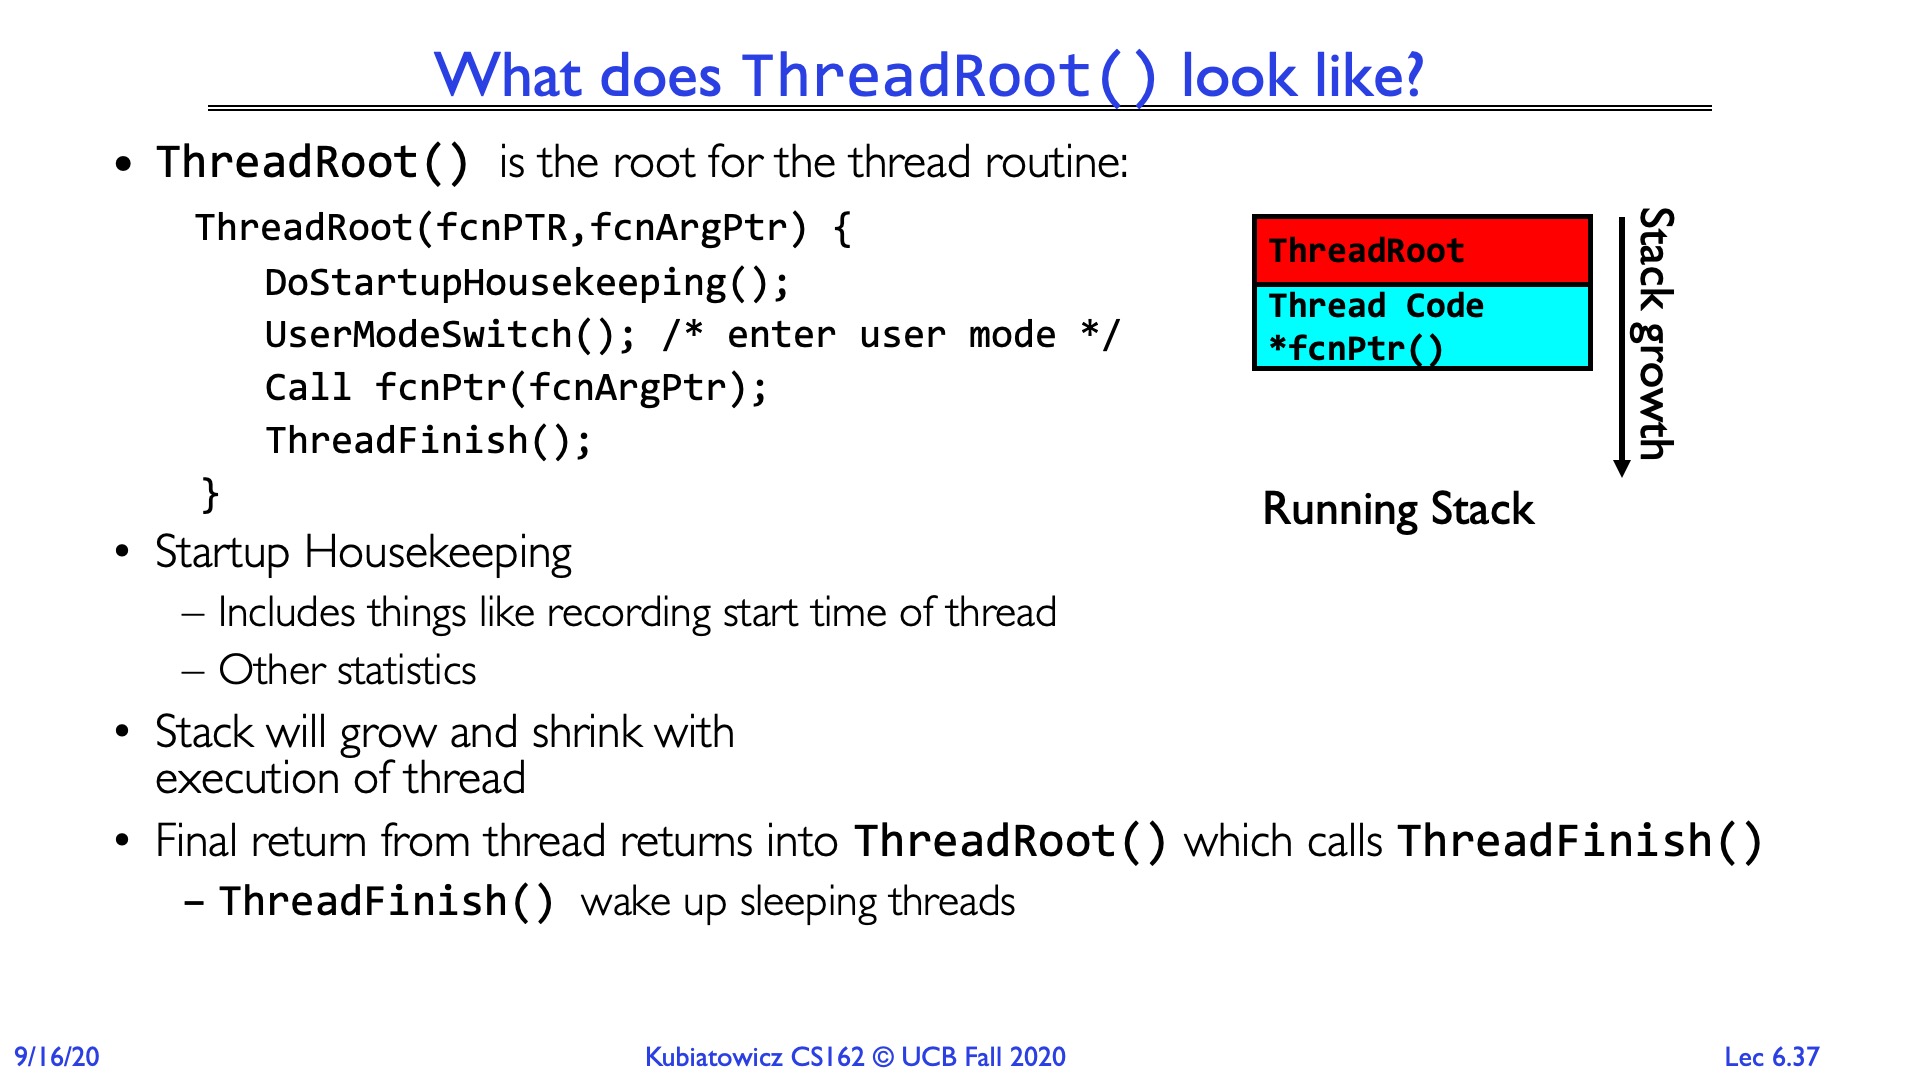 What does ThreadRoot() look like?
• ThreadRoot() is the root for the thread routine:
ThreadRoot(fcnPTR,fcnArgPtr) {
DoStartupHousekeeping();
UserModeSwitch(); /* enter user mode */
Call fcnPtr(fcnArgPtr);
ThreadFinish();
}
• Startup Housekeeping
– Includes things like recording start time of thread
– Other statistics
• Stack will grow and shrink with
execution of thread
• Final return from thread returns into ThreadRoot() which calls ThreadFinish()
– ThreadFinish() wake up sleeping threads
ThreadRoot
Thread Code
*fcnPtr()
Stack growth
Running Stack
9/16/20
Kubiatowicz CS162 © UCB Fall 2020
Lec 6.37